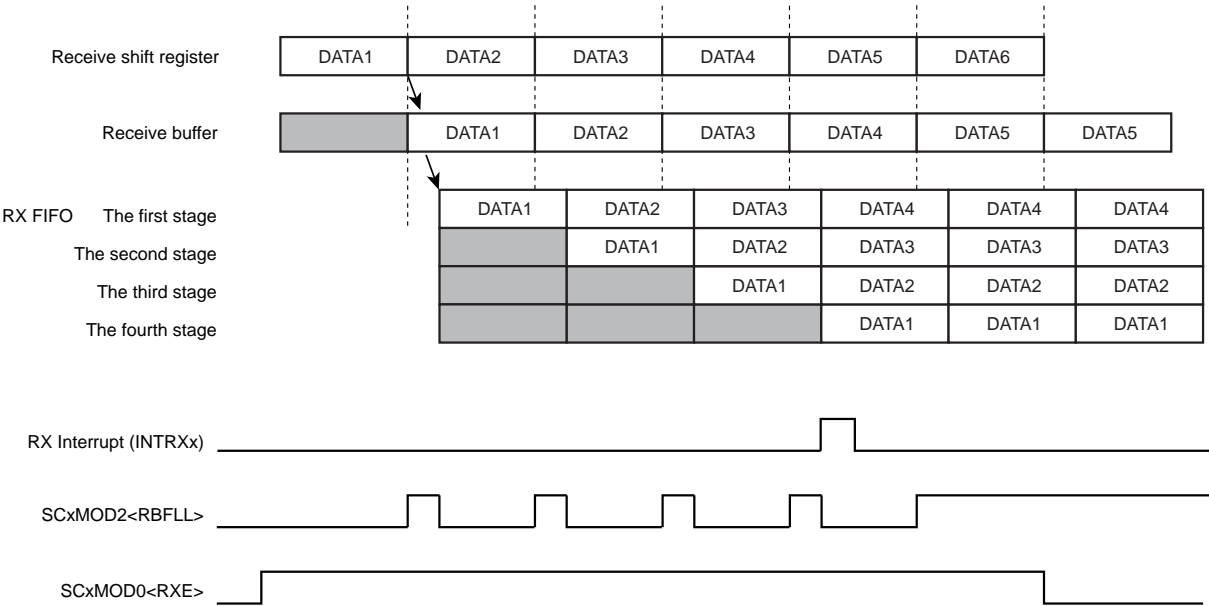 Receive shift register DATA1 DATA2 DATA3 DATA4 DATA5 DATA6
Receive buffer DATA1 DATA2 DATA3 DATA4 DATA5 DATA5
RX FIFO The first stage DATA1 DATA2 DATA3 DATA4 DATA4 DATA4
The second stage DATA1 DATA2 DATA3 DATA3 DATA3
The third stage DATA1 DATA2 DATA2 DATA2
The fourth stage DATA1 DATA1 DATA1
RX Interrupt (INTRXx)
SCxMOD2<RBFLL>
SCxMOD0<RXE>